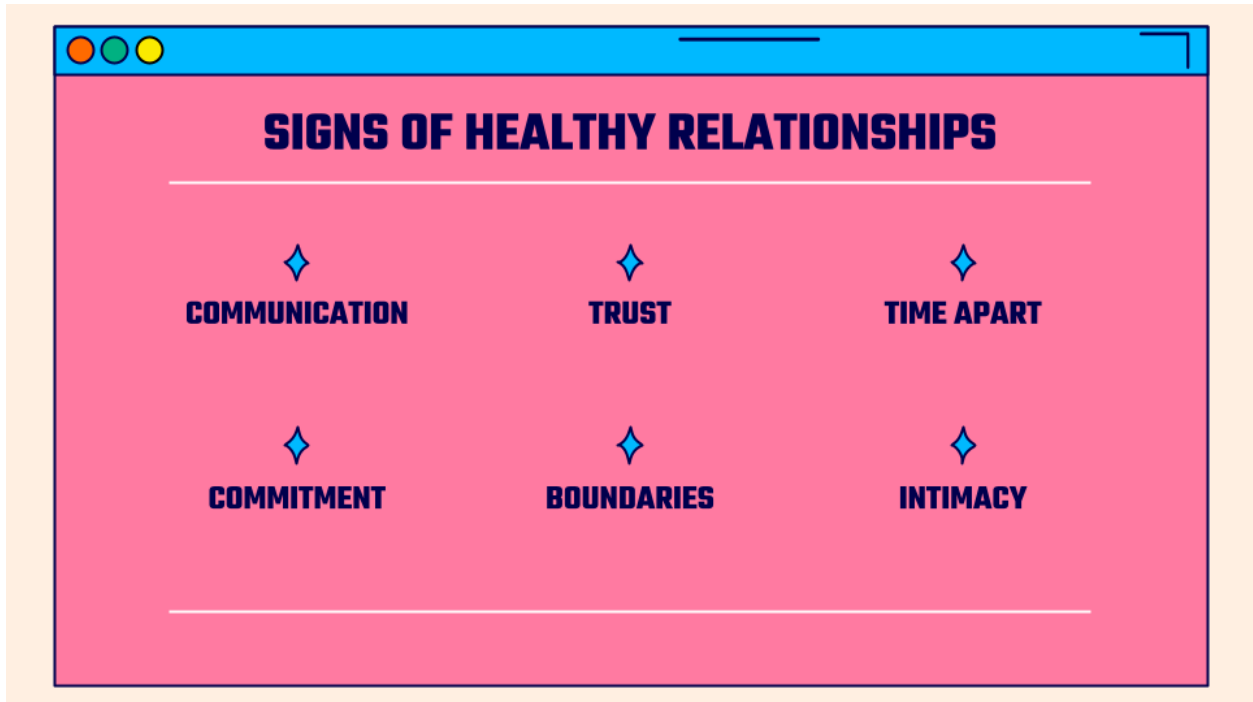 SIGNS OF HEALTHY RELATIONSHIPS
COMMUNICATION
TRUST
TIME APART
COMMITMENT
BOUNDARIES
INTIMACY